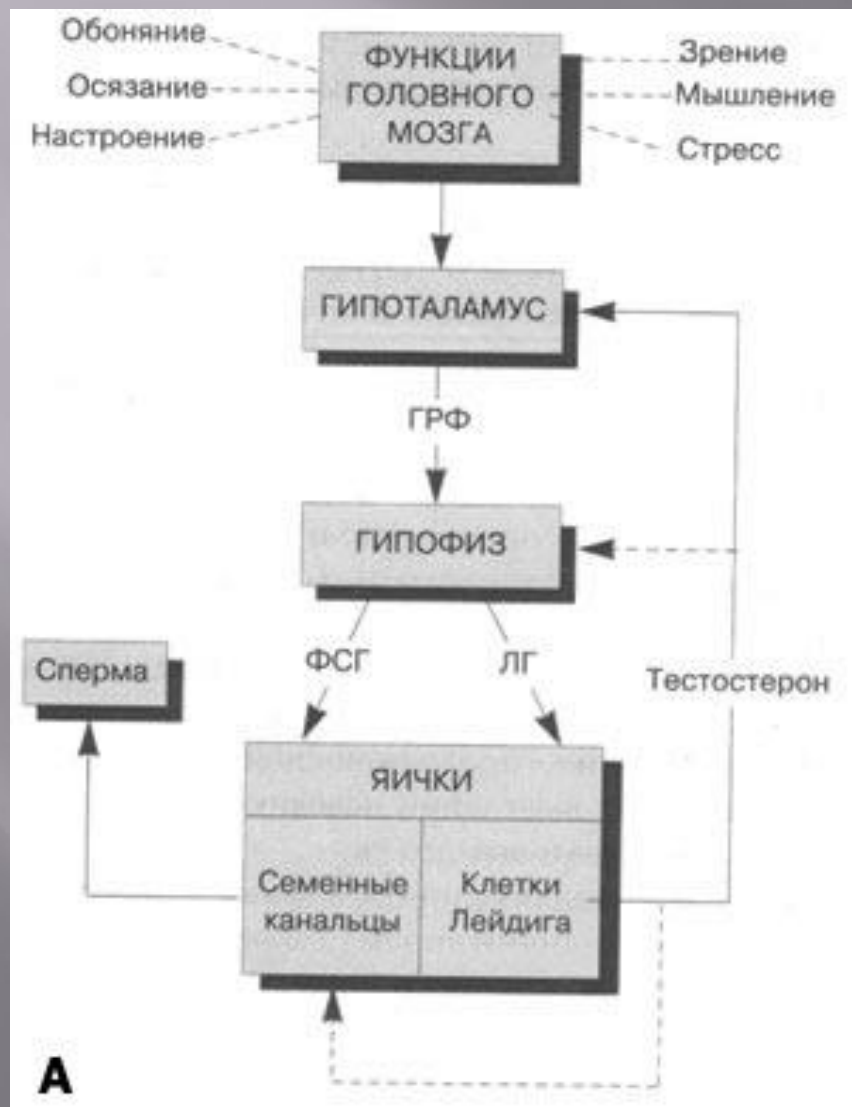 Обоняние
Осязание
Настроение
ФУНКЦИИ
ГОЛОВНОГО
МОЗГА
Зрение
Мышление
Стресс
ГИПОТАЛАМУС
ГРФ
ГИПОФИЗ
ФСГ
ЛГ
Сперма
Тестостерон
ЯИЧКИ
Семенные
канальцы
Клетки
Лейдига
А